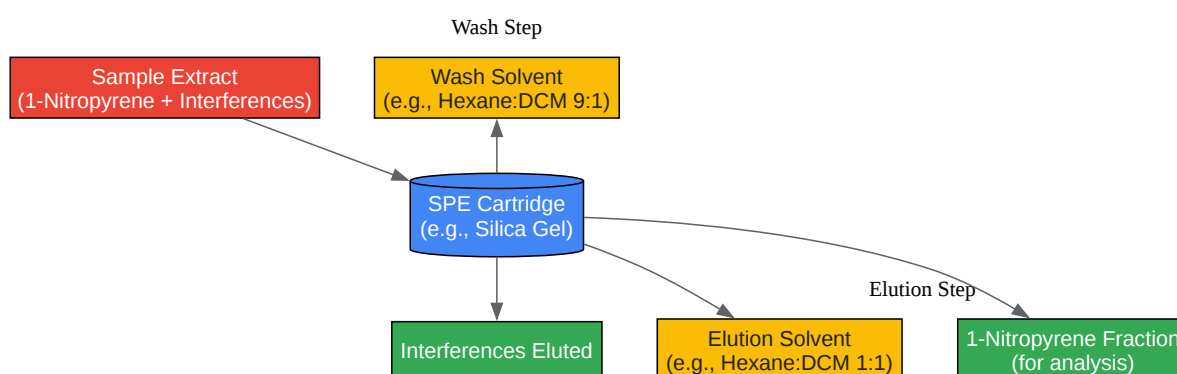 Wash Step
Sample Extract
(1-Nitropyrene + Interferences)
Wash Solvent
(e.g., Hexane:DCM 9:1)
SPE Cartridge
(e.g., Silica Gel)
Elution Step
Interferences Eluted
Elution Solvent
(e.g., Hexane:DCM 1:1)
1-Nitropyrene Fraction
(for analysis)